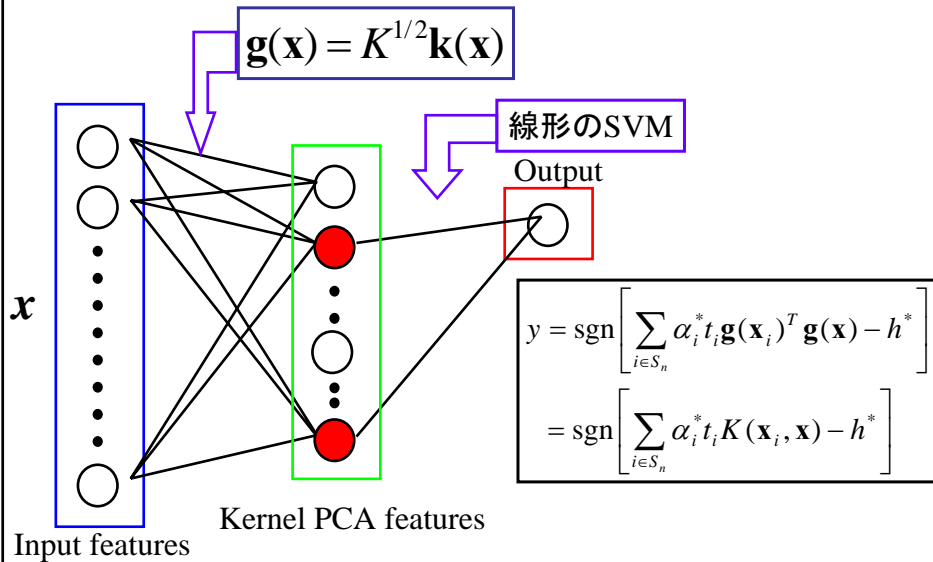 g(x) = K^{1/2} k(x)
線形のSVM
Output
x
y = sgn[∑_{i∈S_n} α_i^* t_i g(x_i)^T g(x) − h^*]
= sgn[∑_{i∈S_n} α_i^* t_i K(x_i, x) − h^*]
Kernel PCA features
Input features